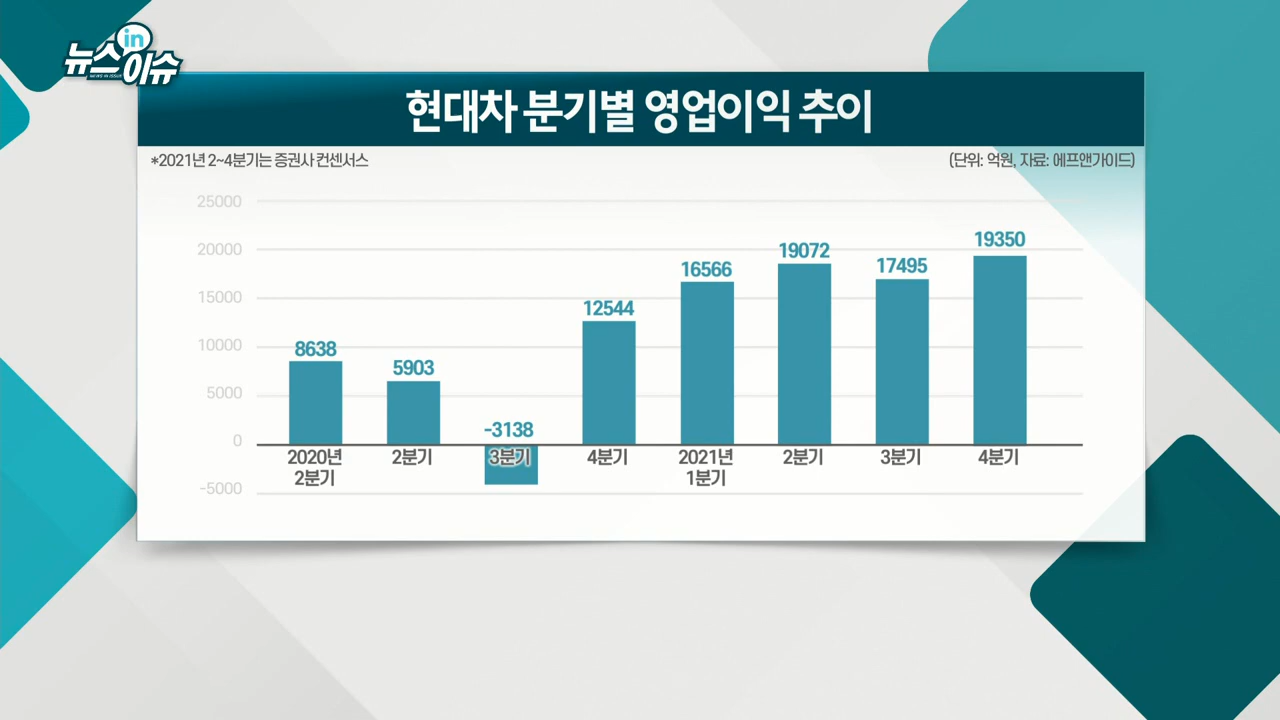 뉴스in이슈
NEWS IN ISSUE
현대차 분기별 영업이익 추이
*2021년 2~4분기는 증권사 컨센서스
(단위: 억원, 자료: 에프앤가이드)
25000
20000
15000
10000
5000
0
-5000
8638
5903
-3138
12544
16566
19072
17495
19350
2020년
2분기
2분기
3분기
4분기
2021년
1분기
2분기
3분기
4분기